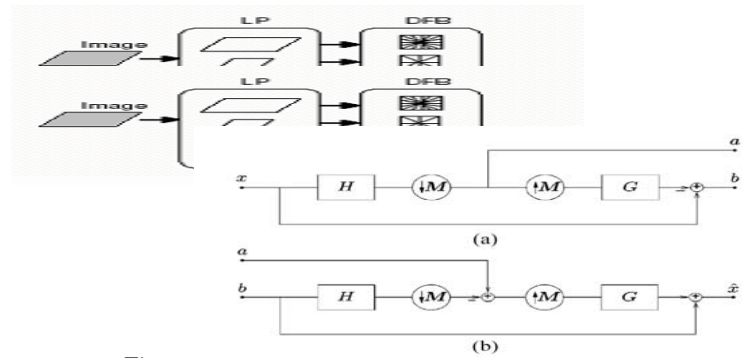 LP DFB
Image
LP DFB
Image
a
x H ↓M ↑M G − + b
(a)
a
b H ↓M − + ↑M G + x̂
(b)